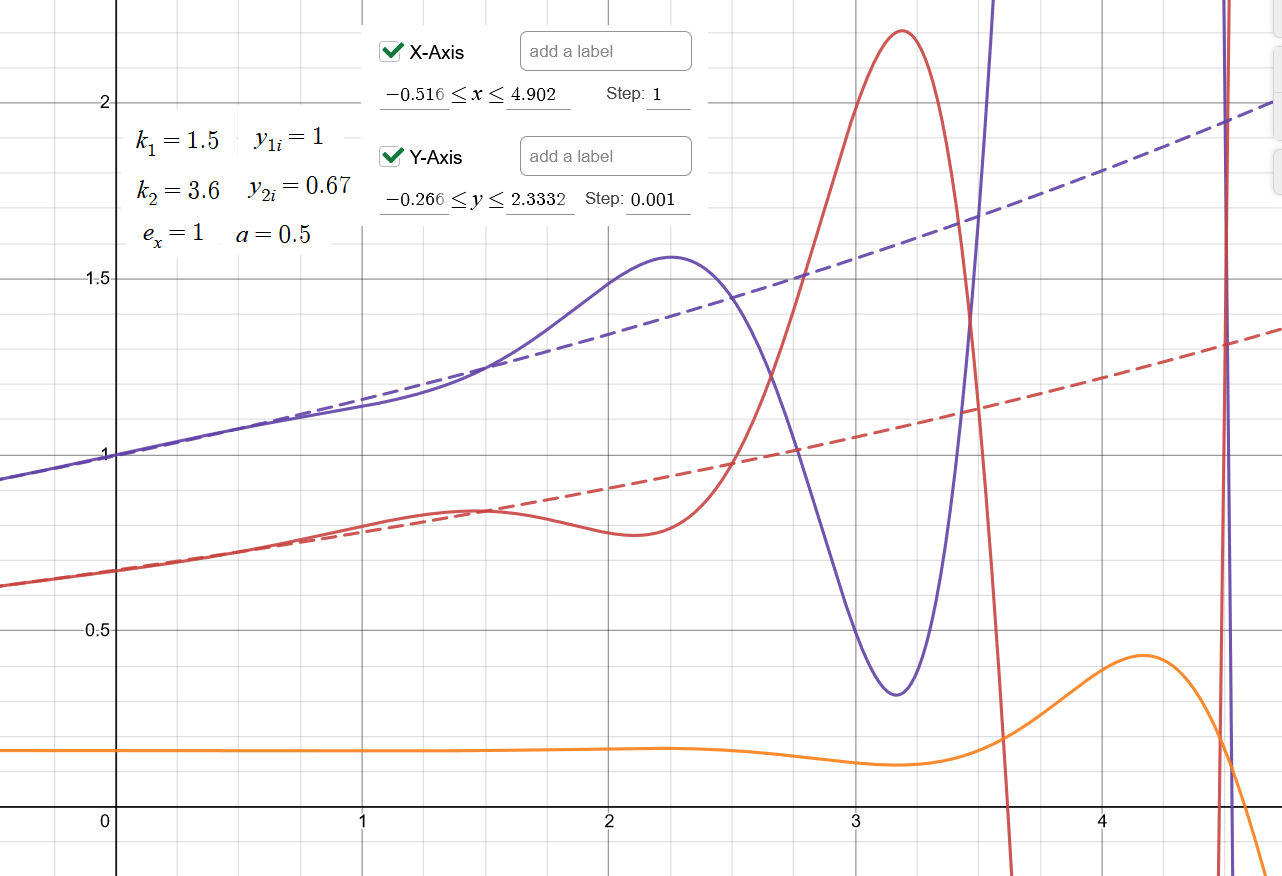 X-Axis add a label
−0.516 ≤ x ≤ 4.902 Step: 1
2
k₁ = 1.5 y₁ᵢ = 1
Y-Axis add a label
k₂ = 3.6 y₂ᵢ = 0.67
−0.266 ≤ y ≤ 2.3332 Step: 0.001
eₓ = 1 a = 0.5
1.5
1
0.5
0 1 2 3 4